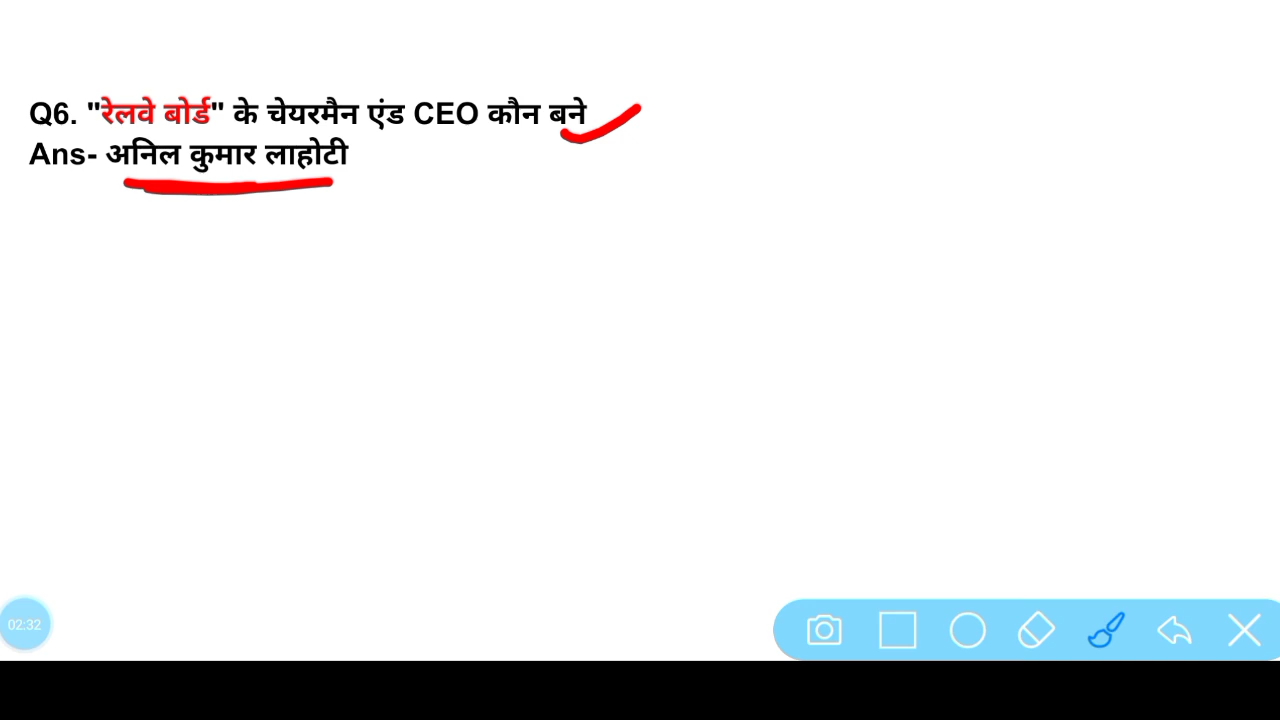 Q6. "रेलवे बोर्ड" के चेयरमैन एंड CEO कौन बने
Ans- अनिल कुमार लाहोटी
02:32